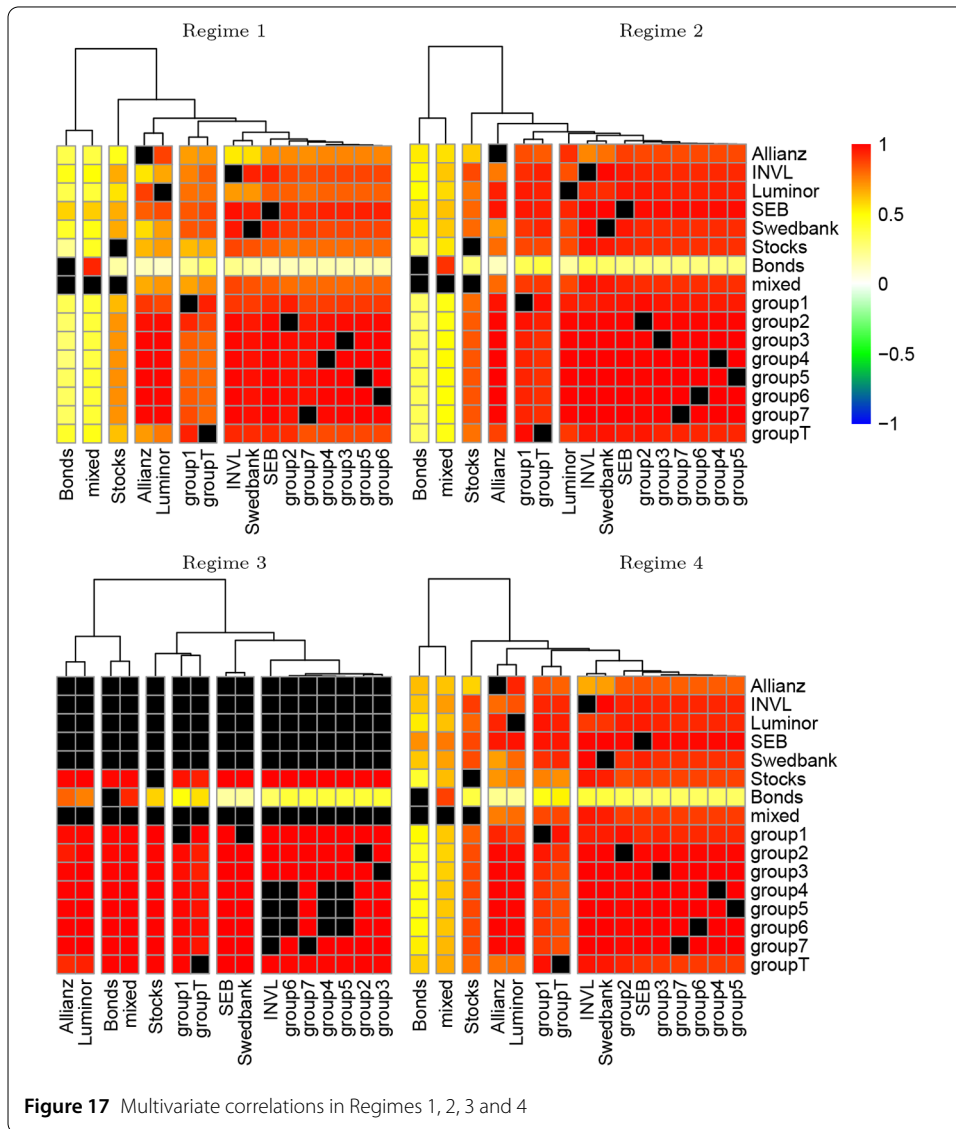 Regime 1
Regime 2
Allianz
INVL
Luminor
SEB
Swedbank
Stocks
Bonds
mixed
group1
group2
group3
group4
group5
group6
group7
groupT
1
0.5
0
−0.5
−1
Bonds
mixed
Stocks
Allianz
Luminor
group1
groupT
INVL
Swedbank
SEB
group2
group7
group4
group3
group5
group6
Bonds
mixed
Stocks
Allianz
group1
groupT
Luminor
INVL
Swedbank
SEB
group2
group3
group7
group6
group4
group5
Regime 3
Regime 4
Allianz
INVL
Luminor
SEB
Swedbank
Stocks
Bonds
mixed
group1
group2
group3
group4
group5
group6
group7
groupT
Allianz
Luminor
Bonds
mixed
Stocks
group1
groupT
SEB
Swedbank
INVL
group6
group7
group4
group5
group2
group3
Bonds
mixed
Stocks
Allianz
Luminor
group1
groupT
INVL
Swedbank
group2
SEB
group3
group7
group6
group4
group5
Figure 17 Multivariate correlations in Regimes 1, 2, 3 and 4